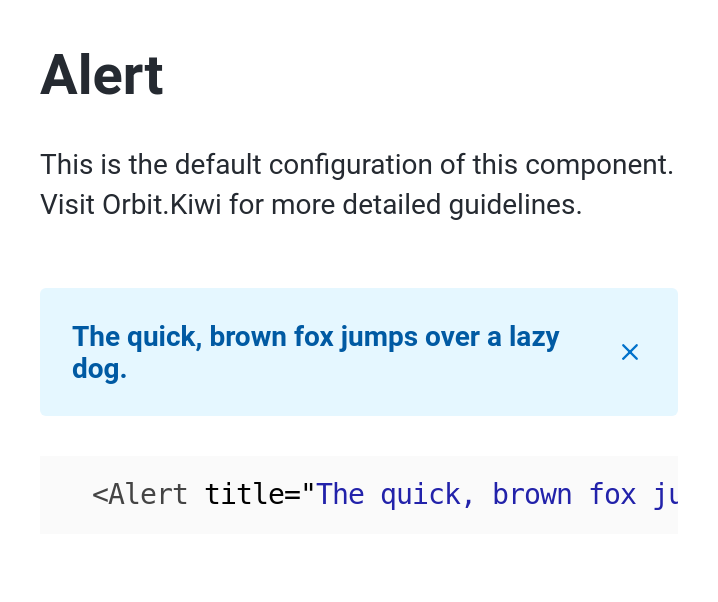 Alert
This is the default configuration of this component.
Visit Orbit.Kiwi for more detailed guidelines.
The quick, brown fox jumps over a lazy
dog.
<Alert title="The quick, brown fox ju